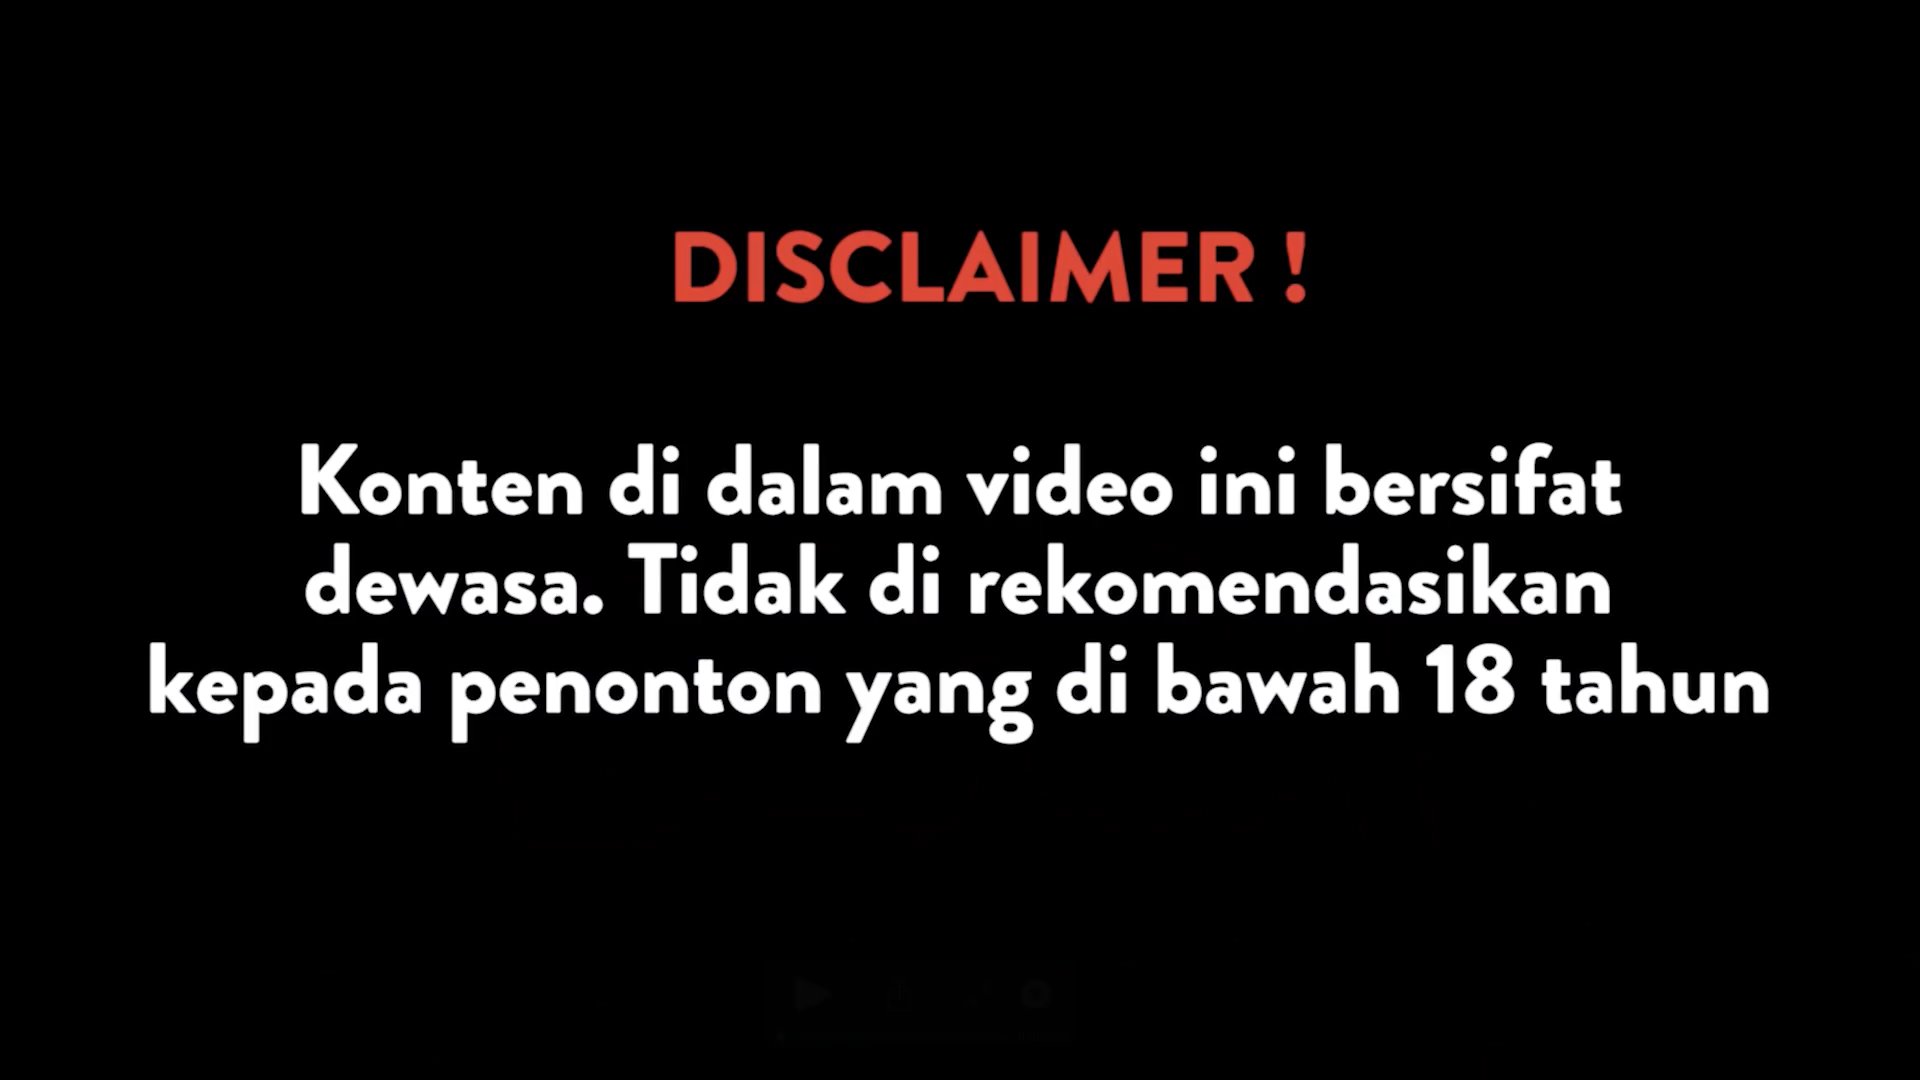 DISCLAIMER !
Konten di dalam video ini bersifat
dewasa. Tidak di rekomendasikan
kepada penonton yang di bawah 18 tahun